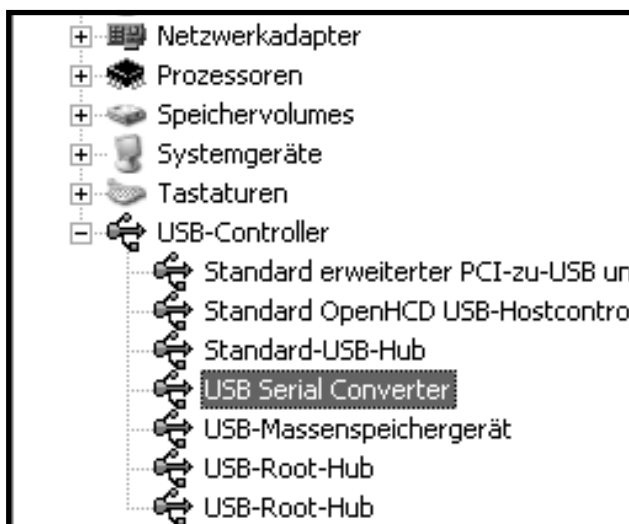 Netzwerkadapter
Prozessoren
Speichervolumes
Systemgeräte
Tastaturen
USB-Controller
Standard erweiterter PCI-zu-USB un
Standard OpenHCD USB-Hostcontro
Standard-USB-Hub
USB Serial Converter
USB-Massenspeichergerät
USB-Root-Hub
USB-Root-Hub